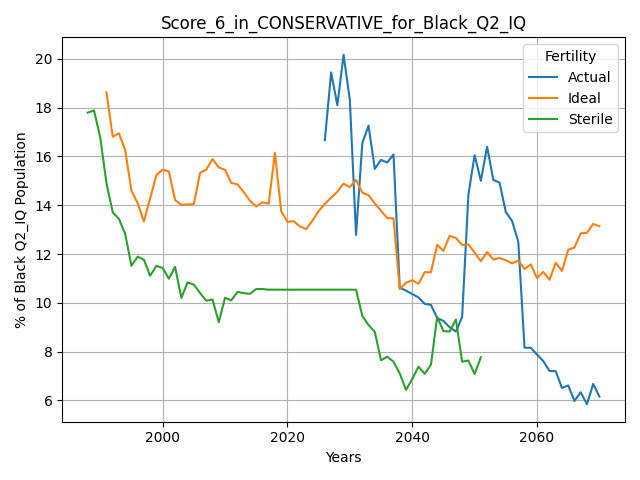 Score_6_in_CONSERVATIVE_for_Black_Q2_IQ
Fertility
Actual
Ideal
Sterile
% of Black Q2_IQ Population
20
18
16
14
12
10
8
6
2000
2020
2040
2060
Years